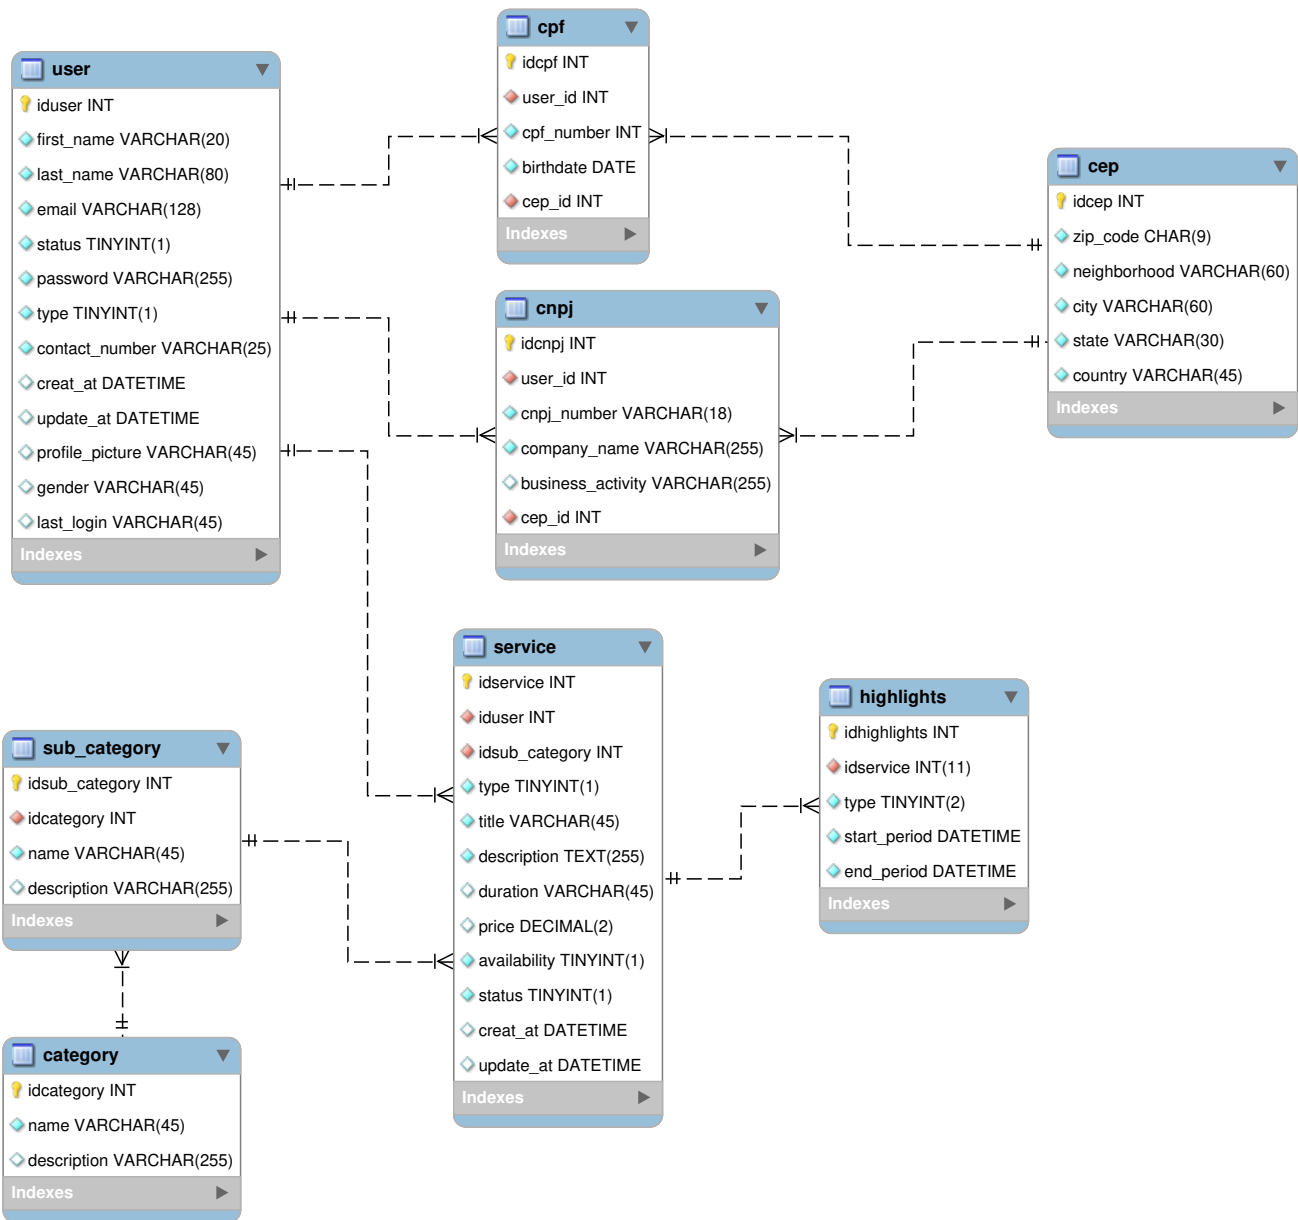 user
iduser INT
first_name VARCHAR(20)
last_name VARCHAR(80)
email VARCHAR(128)
status TINYINT(1)
password VARCHAR(255)
type TINYINT(1)
contact_number VARCHAR(25)
creat_at DATETIME
update_at DATETIME
profile_picture VARCHAR(45)
gender VARCHAR(45)
last_login VARCHAR(45)
Indexes
cpf
idcpf INT
user_id INT
cpf_number INT
birthdate DATE
cep_id INT
Indexes
cep
idcep INT
zip_code CHAR(9)
neighborhood VARCHAR(60)
city VARCHAR(60)
state VARCHAR(30)
country VARCHAR(45)
Indexes
cnpj
idcnpj INT
user_id INT
cnpj_number VARCHAR(18)
company_name VARCHAR(255)
business_activity VARCHAR(255)
cep_id INT
Indexes
service
idservice INT
iduser INT
idsub_category INT
type TINYINT(1)
title VARCHAR(45)
description TEXT(255)
duration VARCHAR(45)
price DECIMAL(2)
availability TINYINT(1)
status TINYINT(1)
creat_at DATETIME
update_at DATETIME
Indexes
highlights
idhighlights INT
idservice INT(11)
type TINYINT(2)
start_period DATETIME
end_period DATETIME
Indexes
sub_category
idsub_category INT
idcategory INT
name VARCHAR(45)
description VARCHAR(255)
Indexes
category
idcategory INT
name VARCHAR(45)
description VARCHAR(255)
Indexes